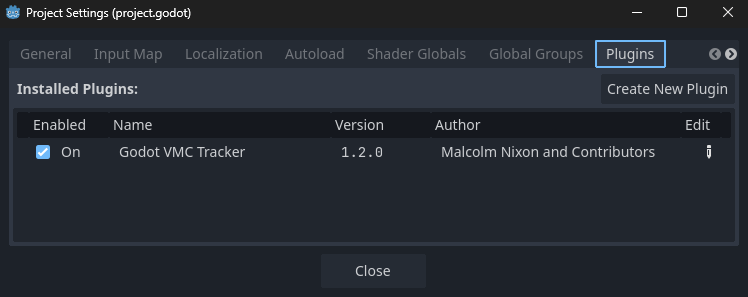 Project Settings (project.godot)
General Input Map Localization Autoload Shader Globals Global Groups Plugins
Installed Plugins: Create New Plugin
Enabled Name Version Author Edit
On Godot VMC Tracker 1.2.0 Malcolm Nixon and Contributors
Close